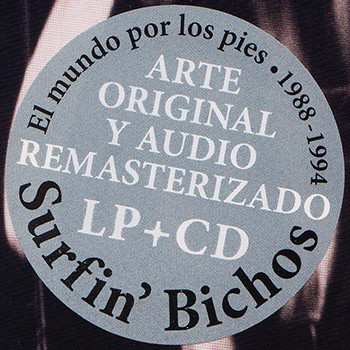 El mundo por los pies • 1988-1994
ARTE
ORIGINAL
Y AUDIO
REMASTERIZADO
LP+CD
Surfin' Bichos